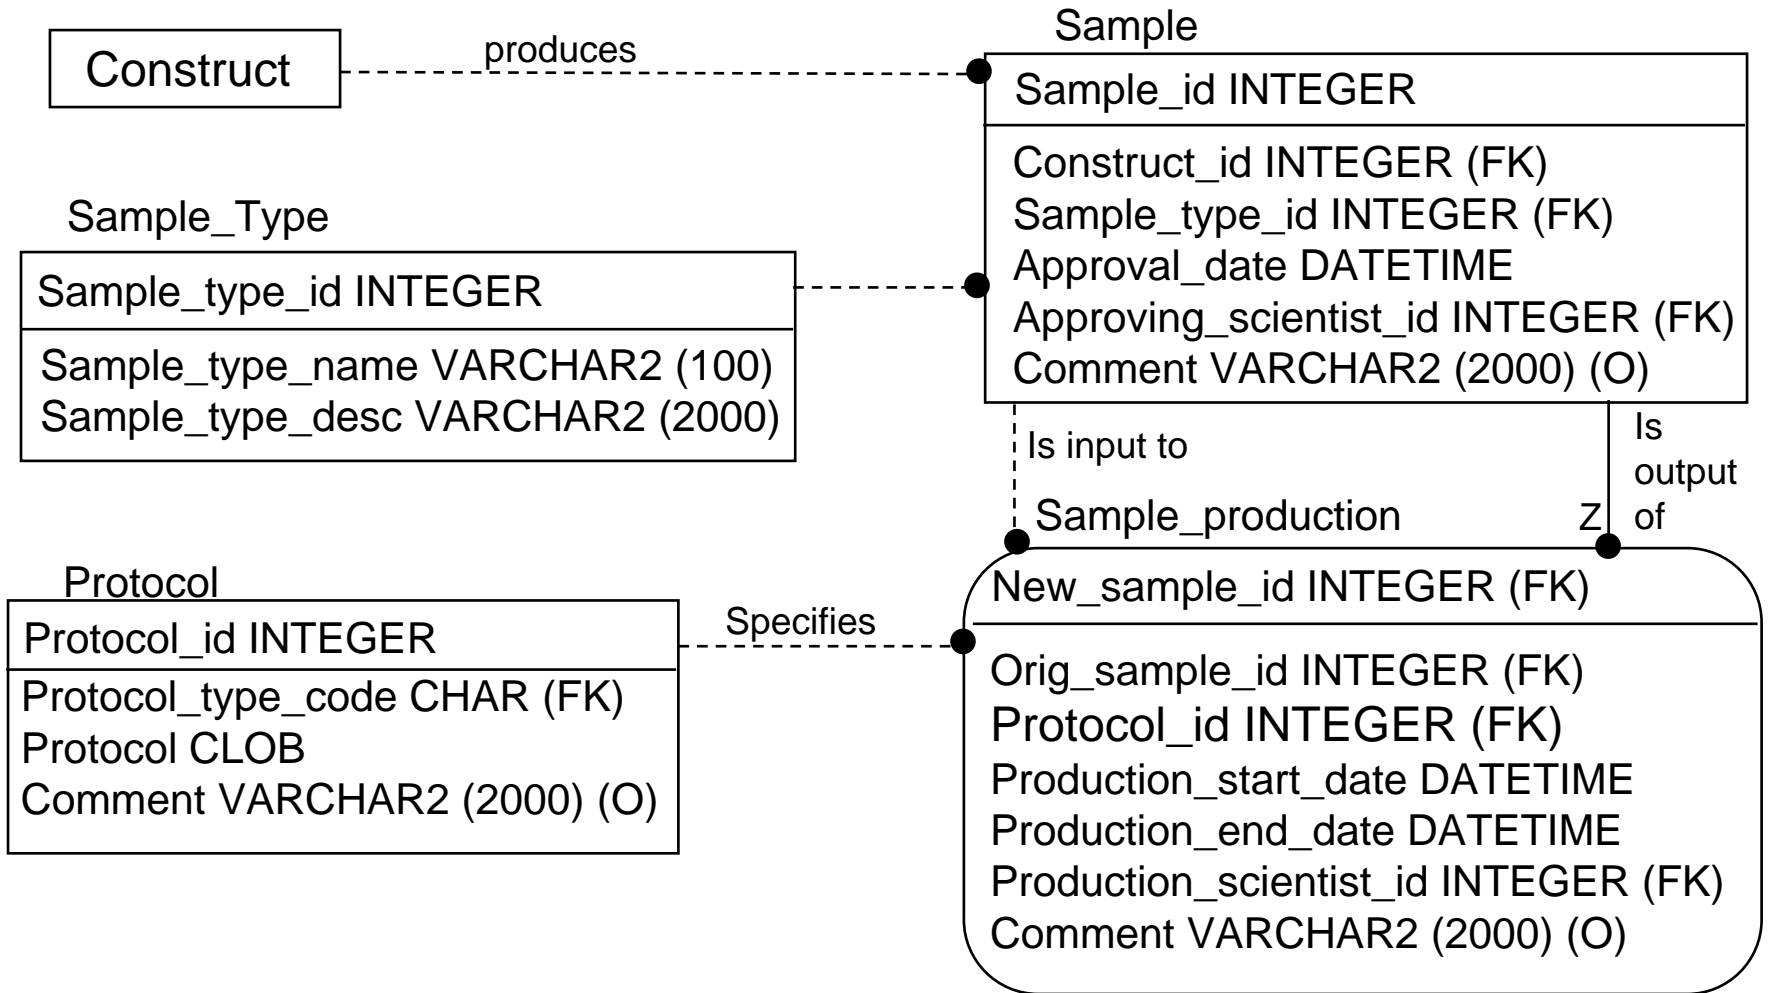 Construct
produces
Sample
Sample_id INTEGER
Construct_id INTEGER (FK)
Sample_type_id INTEGER (FK)
Approval_date DATETIME
Approving_scientist_id INTEGER (FK)
Comment VARCHAR2 (2000) (O)
Sample_Type
Sample_type_id INTEGER
Sample_type_name VARCHAR2 (100)
Sample_type_desc VARCHAR2 (2000)
Is input to
Is
output
of
Z
Protocol
Protocol_id INTEGER
Protocol_type_code CHAR (FK)
Protocol CLOB
Comment VARCHAR2 (2000) (O)
Specifies
Sample_production
New_sample_id INTEGER (FK)
Orig_sample_id INTEGER (FK)
Protocol_id INTEGER (FK)
Production_start_date DATETIME
Production_end_date DATETIME
Production_scientist_id INTEGER (FK)
Comment VARCHAR2 (2000) (O)